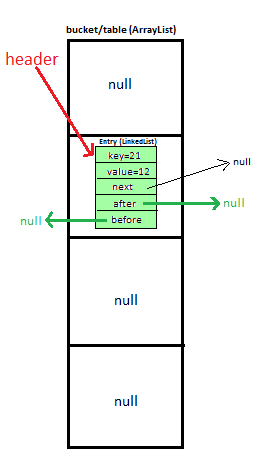 bucket/table (ArrayList)
header
null
Entry (LinkedList)
key=21
value=12
next
null
after
null
before
null
null
null